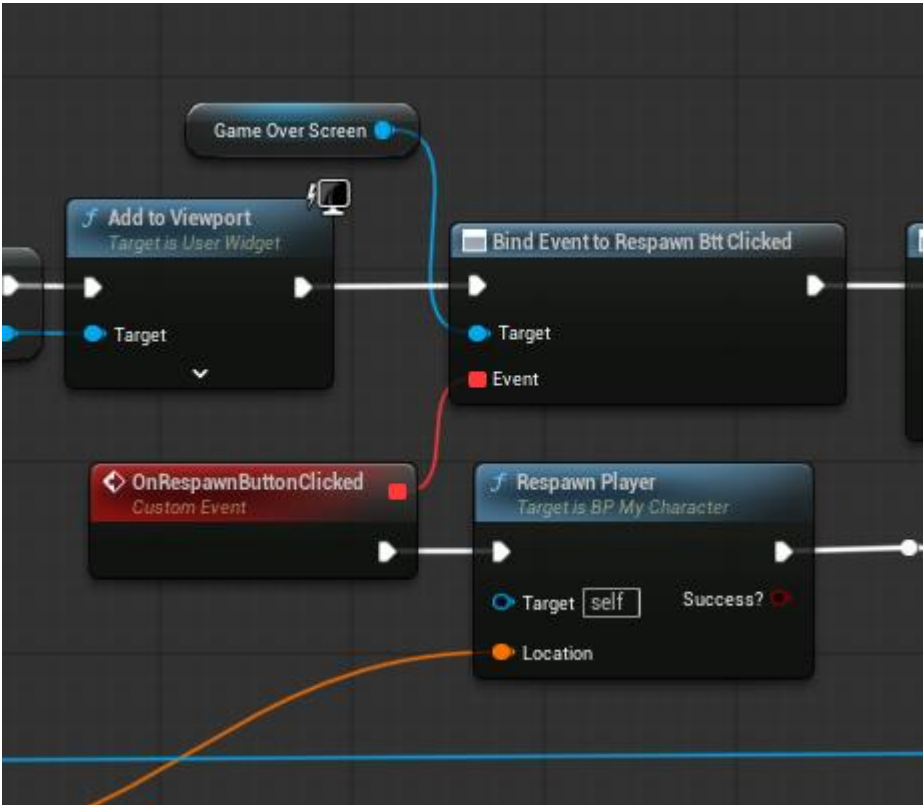 Game Over Screen
Add to Viewport
Target is User Widget
Target
Bind Event to Respawn Btt Clicked
Target
Event
OnRespawnButtonClicked
Custom Event
Respawn Player
Target is BP My Character
Target self Success?
Location